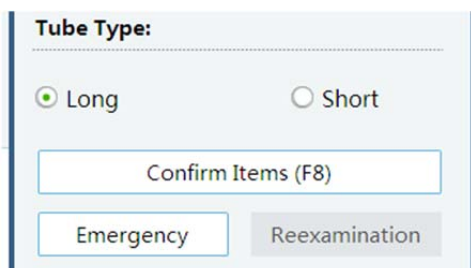 Tube Type:
Long Short
Confirm Items (F8)
Emergency Reexamination